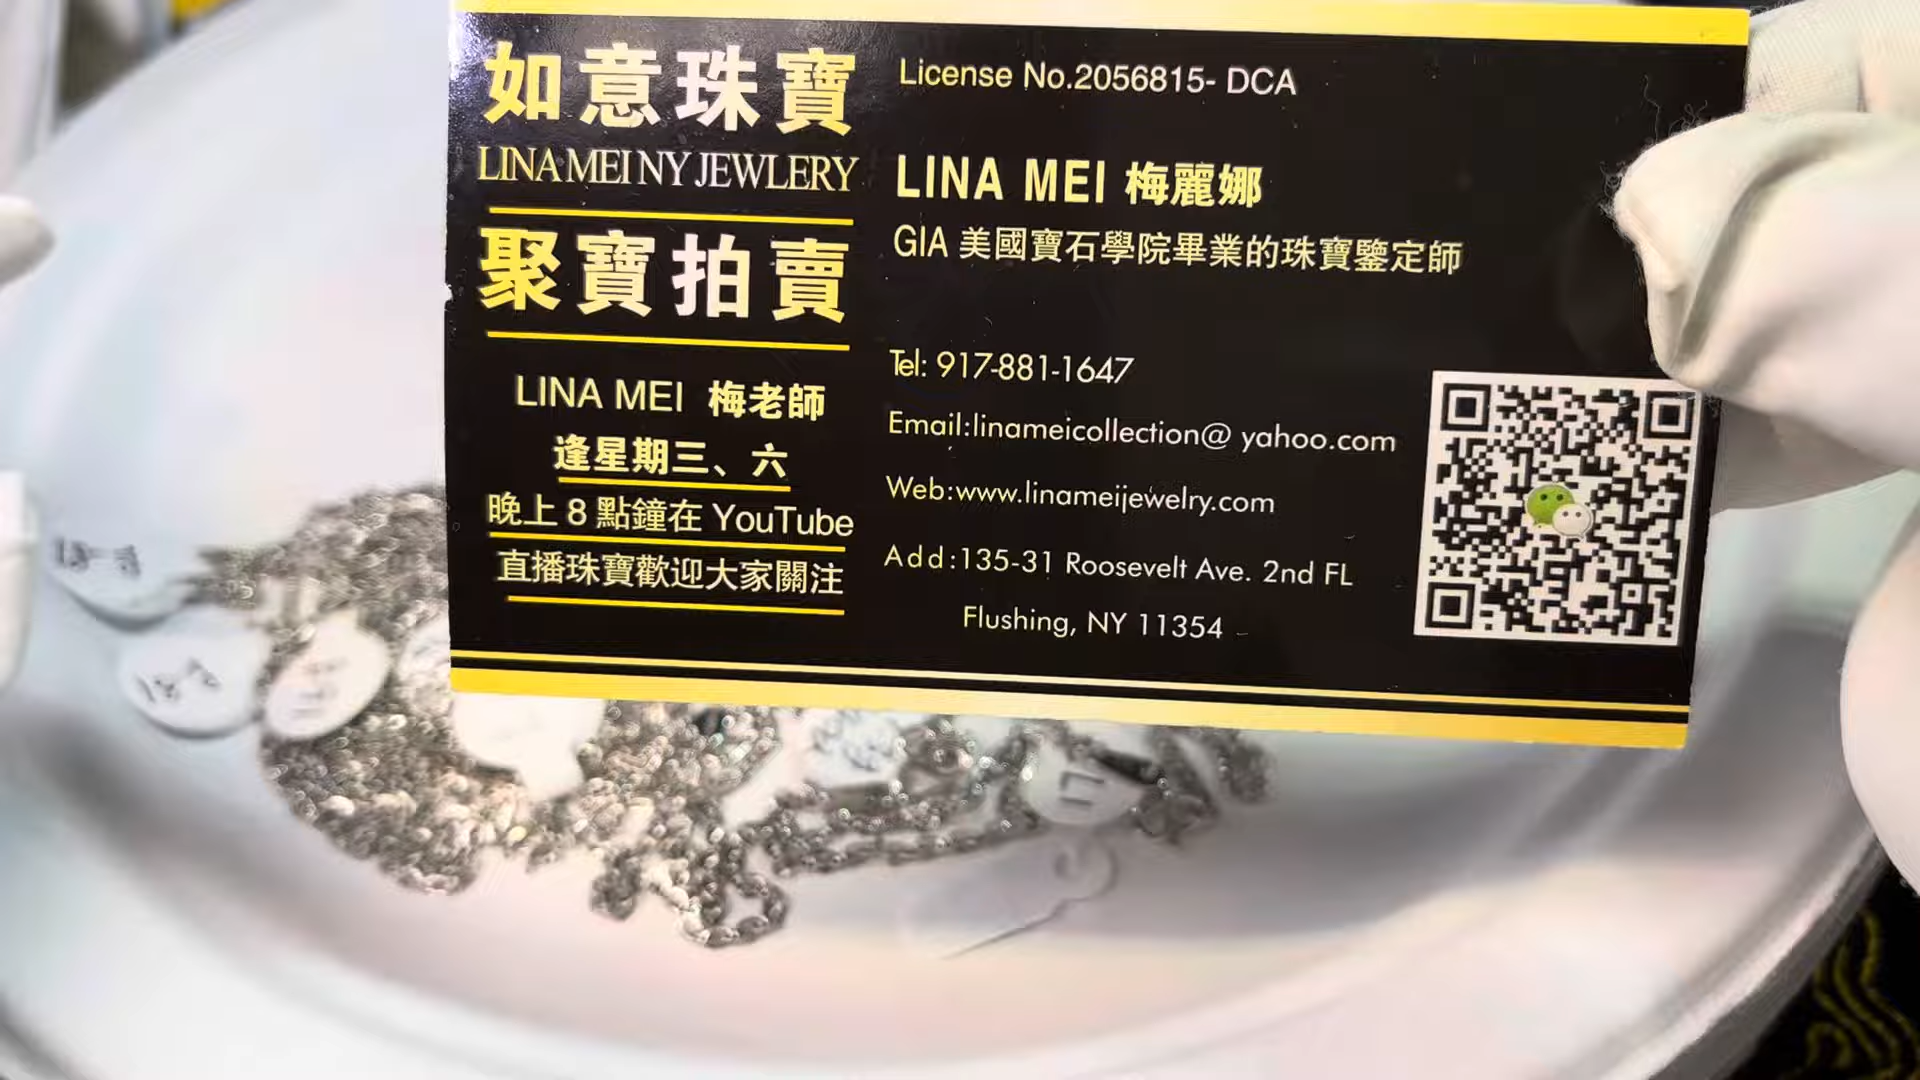 如意珠寶
LINA MEI NY JEWLERY
聚寶拍賣
LINA MEI 梅老師
逢星期三、六
晚上 8 點鐘在 YouTube
直播珠寶歡迎大家關注
License No.2056815- DCA
LINA MEI 梅麗娜
GIA 美國寶石學院畢業的珠寶鑒定師
Tel: 917-881-1647
Email:linameicollection@ yahoo.com
Web:www.linameijewelry.com
Add:135-31 Roosevelt Ave. 2nd FL
Flushing, NY 11354